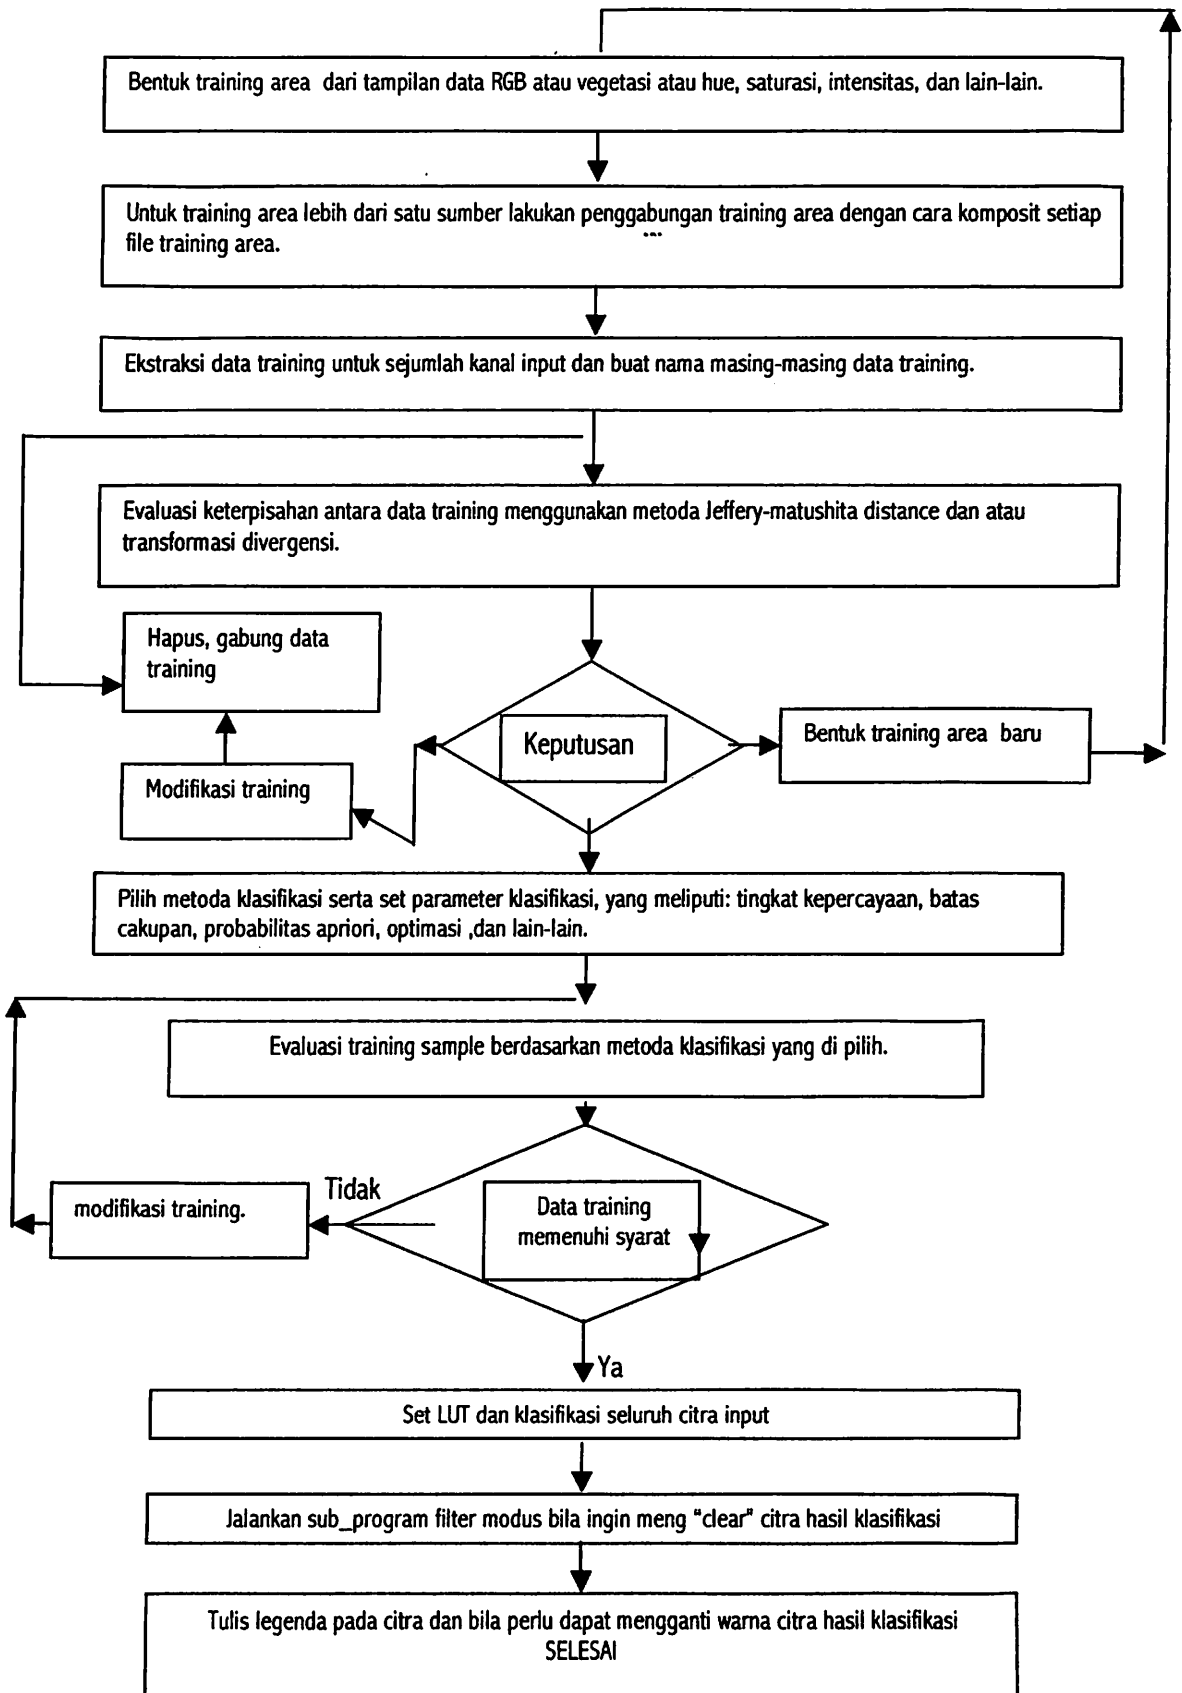 Bentuk training area dari tampilan data RGB atau vegetasi atau hue, saturasi, intensitas, dan lain-lain.
Untuk training area lebih dari satu sumber lakukan penggabungan training area dengan cara komposit setiap
file training area.
Ekstraksi data training untuk sejumlah kanal input dan buat nama masing-masing data training.
Evaluasi keterpisahan antara data training menggunakan metoda Jeffery-matushita distance dan atau
transformasi divergensi.
Hapus, gabung data
training
Keputusan
Bentuk training area baru
Modifikasi training
Pilih metoda klasifikasi serta set parameter klasifikasi, yang meliputi: tingkat kepercayaan, batas
cakupan, probabilitas apriori, optimasi ,dan lain-lain.
Evaluasi training sample berdasarkan metoda klasifikasi yang di pilih.
Tidak
modifikasi training.
Data training
memenuhi syarat
Ya
Set LUT dan klasifikasi seluruh citra input
Jalankan sub_program filter modus bila ingin meng "clear" citra hasil klasifikasi
Tulis legenda pada citra dan bila perlu dapat mengganti warna citra hasil klasifikasi
SELESAI